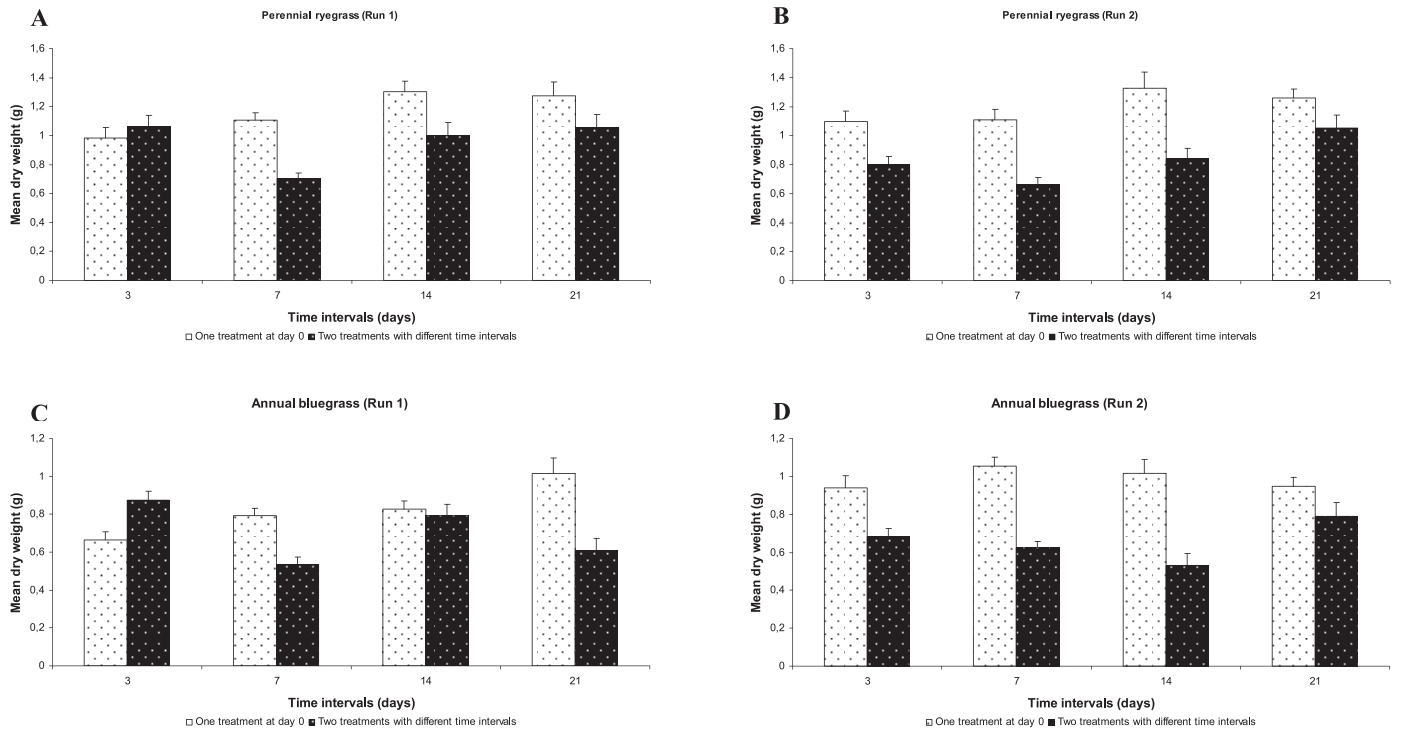 A
Perennial ryegrass (Run 1)
1,6
1,4
1,2
1
0,8
0,6
0,4
0,2
0
Mean dry weight (g)
3 7 14 21
Time intervals (days)
One treatment at day 0 Two treatments with different time intervals
B
Perennial ryegrass (Run 2)
1,6
1,4
1,2
1
0,8
0,6
0,4
0,2
0
Mean dry weight (g)
3 7 14 21
Time intervals (days)
One treatment at day 0 Two treatments with different time intervals
C
Annual bluegrass (Run 1)
1,2
1
0,8
0,6
0,4
0,2
0
Mean dry weight (g)
3 7 14 21
Time intervals (days)
One treatment at day 0 Two treatments with different time intervals
D
Annual bluegrass (Run 2)
1,2
1
0,8
0,6
0,4
0,2
0
Mean dry weight (g)
3 7 14 21
Time intervals (days)
One treatment at day 0 Two treatments with different time intervals